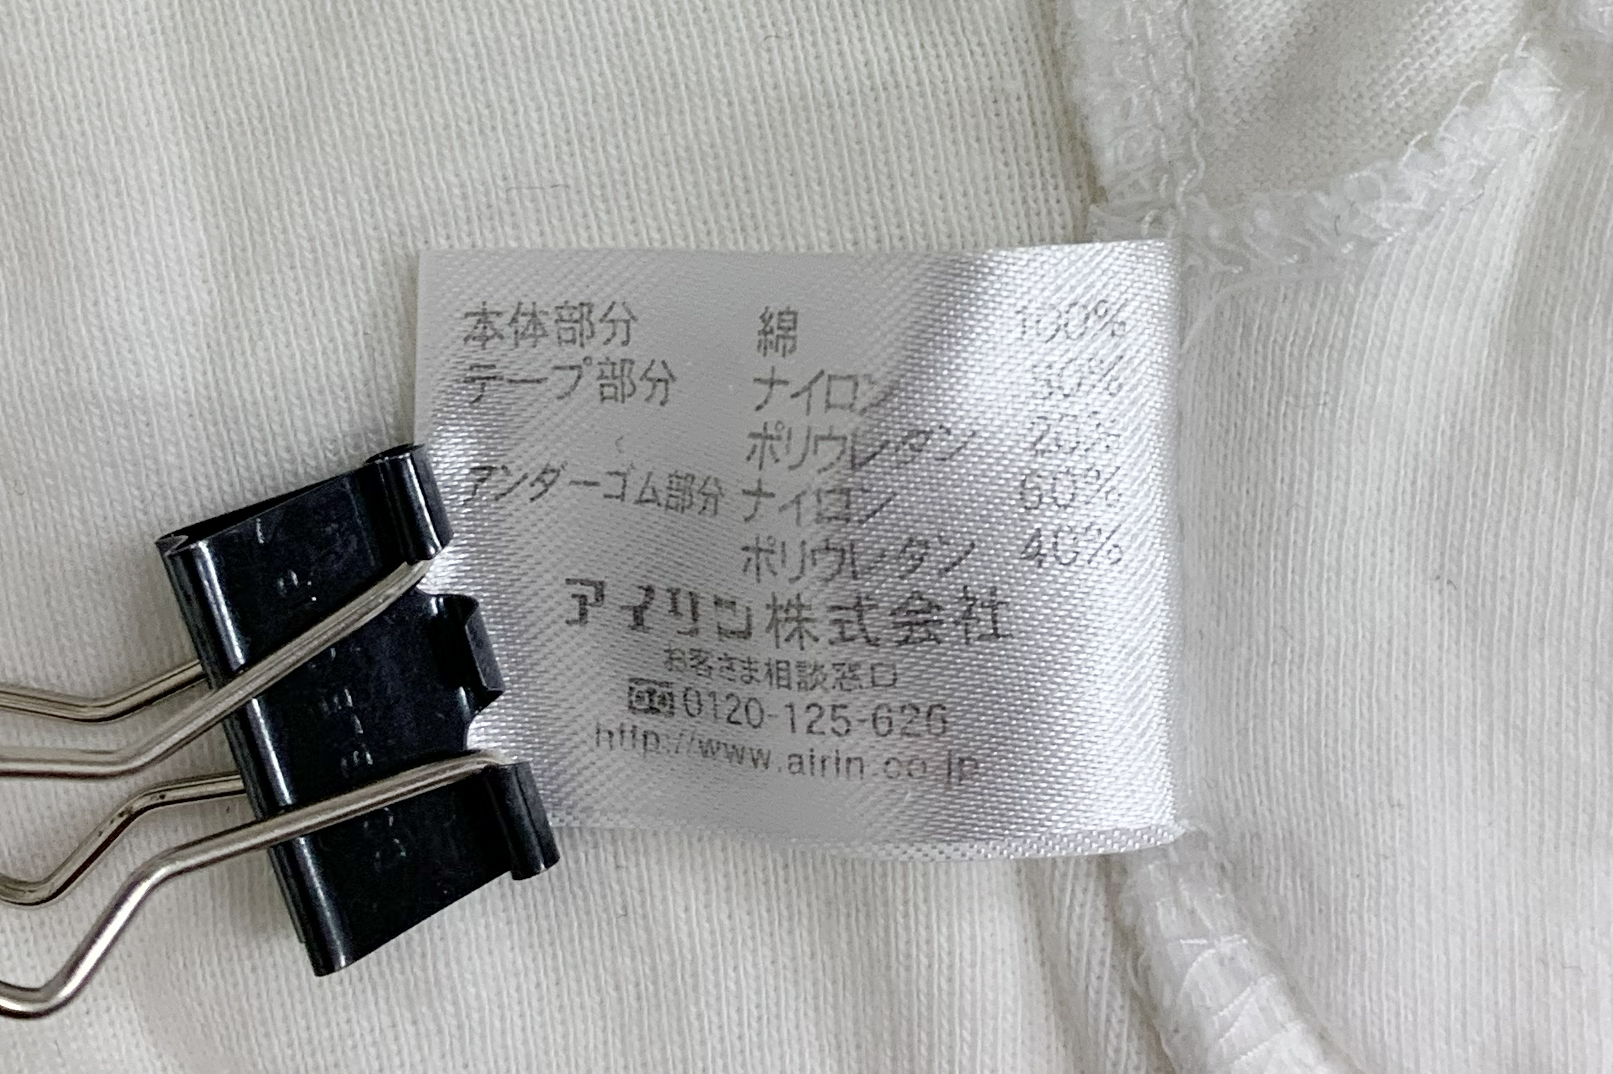 本体部分 綿 100%
テープ部分 ナイロン 80%
ポリウレタン 20%
アンダーゴム部分 ナイロン 60%
ポリウレタン 40%
アイリン株式会社
お客さま相談窓口
0120-125-626
http://www.airin.co.jp